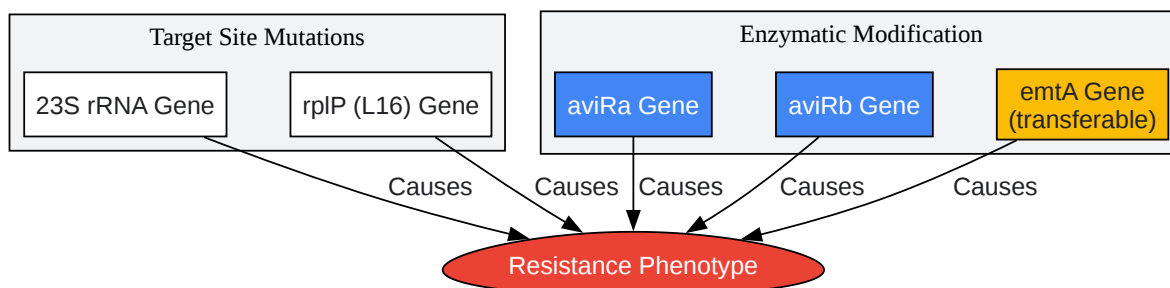 Target Site Mutations
Enzymatic Modification
23S rRNA Gene
rplP (L16) Gene
aviRa Gene
aviRb Gene
emtA Gene
(transferable)
Causes
Causes
Causes
Causes
Causes
Resistance Phenotype